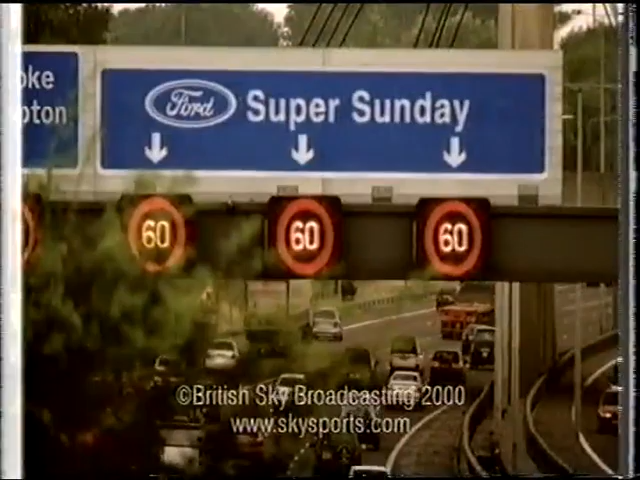 oke
pton
Ford Super Sunday
60 60 60
©British Sky Broadcasting 2000
www.skysports.com